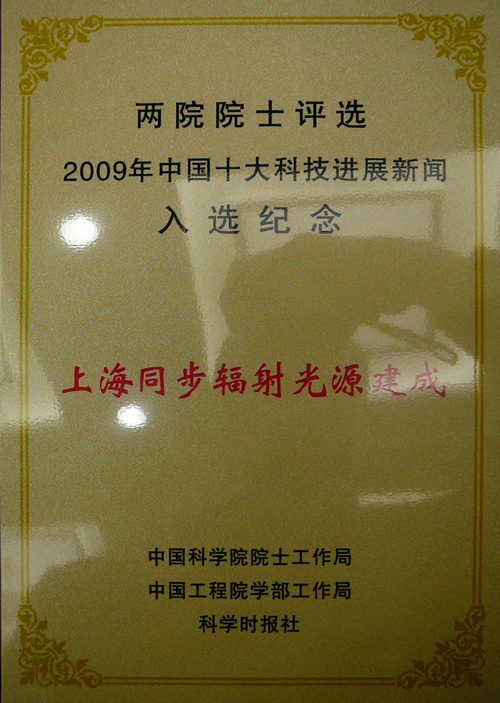 两院院士评选
2009年中国十大科技进展新闻
入选纪念
上海同步辐射光源建成
中国科学院院士工作局
中国工程院学部工作局
科学时报社